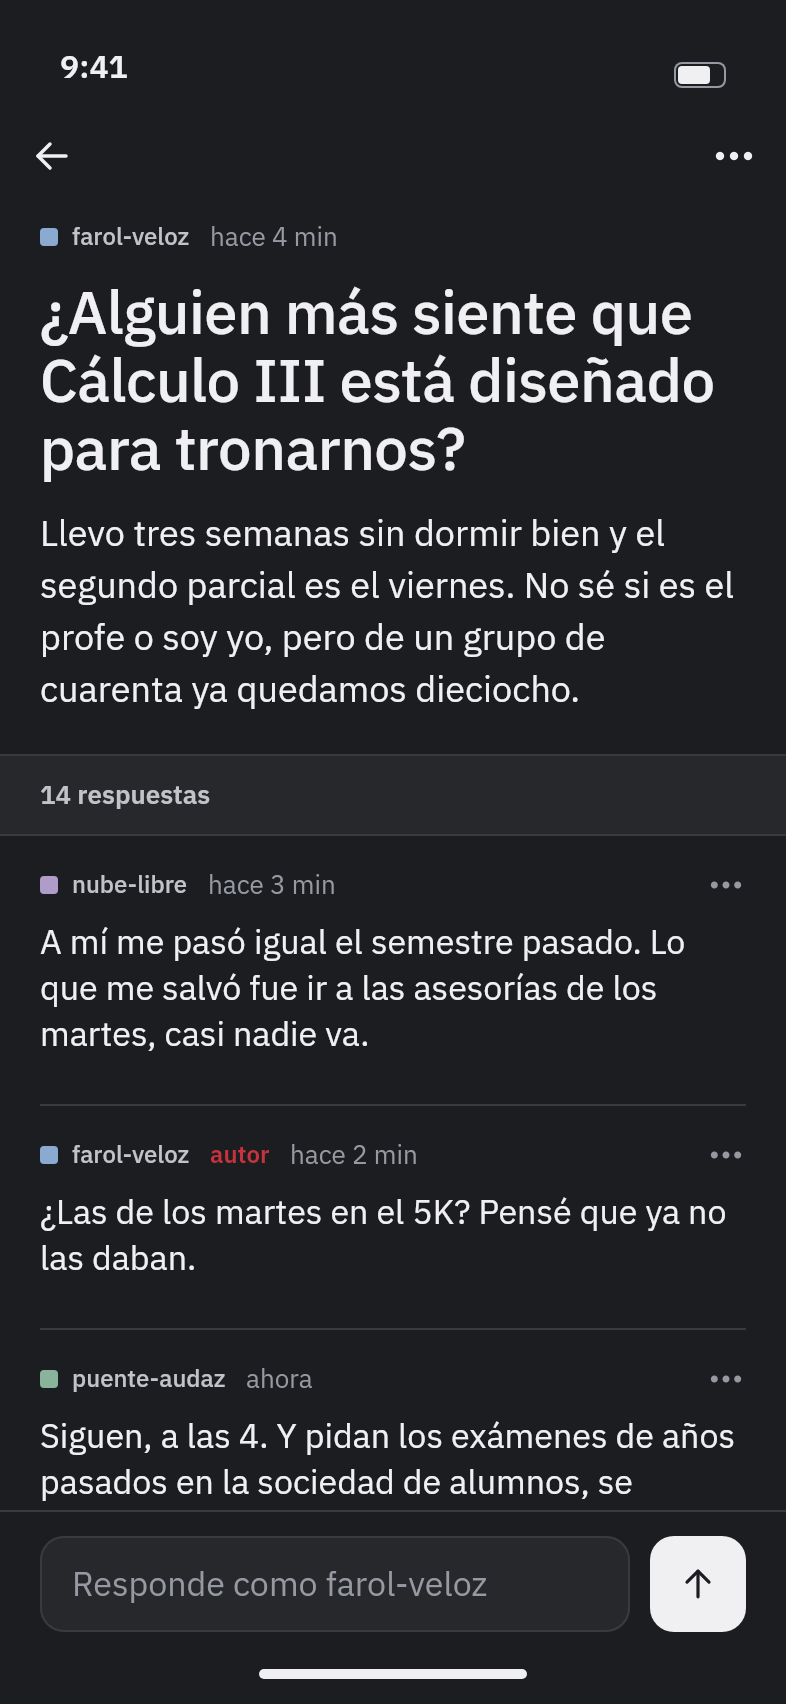 9:41
farol-veloz hace 4 min
¿Alguien más siente que
Cálculo III está diseñado
para tronarnos?
Llevo tres semanas sin dormir bien y el
segundo parcial es el viernes. No sé si es el
profe o soy yo, pero de un grupo de
cuarenta ya quedamos dieciocho.
14 respuestas
nube-libre hace 3 min
A mí me pasó igual el semestre pasado. Lo
que me salvó fue ir a las asesorías de los
martes, casi nadie va.
farol-veloz autor hace 2 min
¿Las de los martes en el 5K? Pensé que ya no
las daban.
puente-audaz ahora
Siguen, a las 4. Y pidan los exámenes de años
pasados en la sociedad de alumnos, se
Responde como farol-veloz